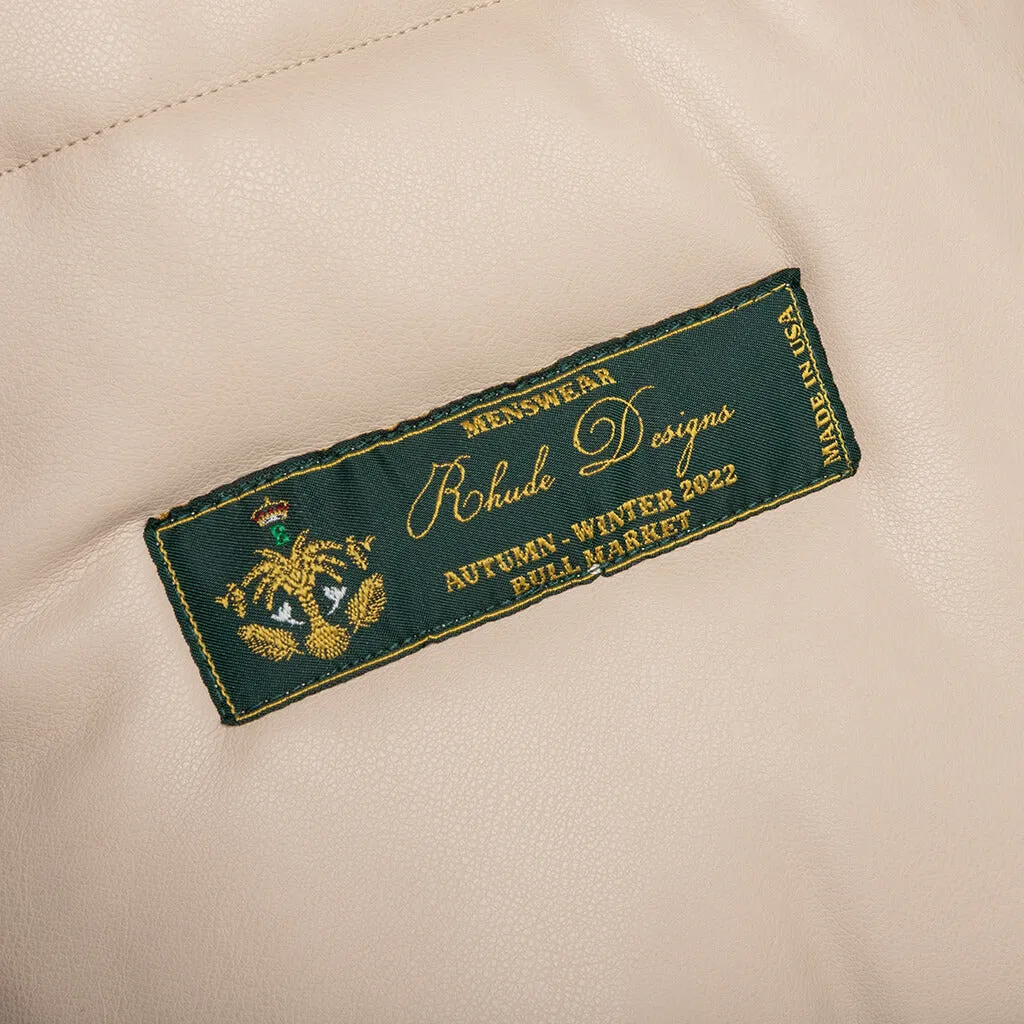 MENSWEAR
Rhude Designs
AUTUMN - WINTER 2022
BULL MARKET
MADE IN USA